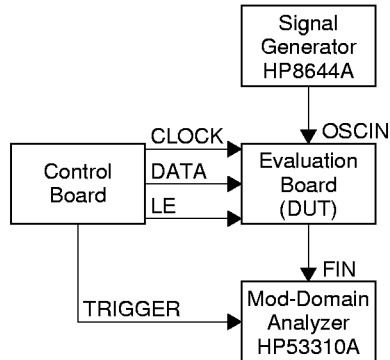 Signal
Generator
HP8644A
OSCIN
CLOCK
DATA
LE
Control
Board
Evaluation
Board
(DUT)
FIN
TRIGGER
Mod-Domain
Analyzer
HP53310A